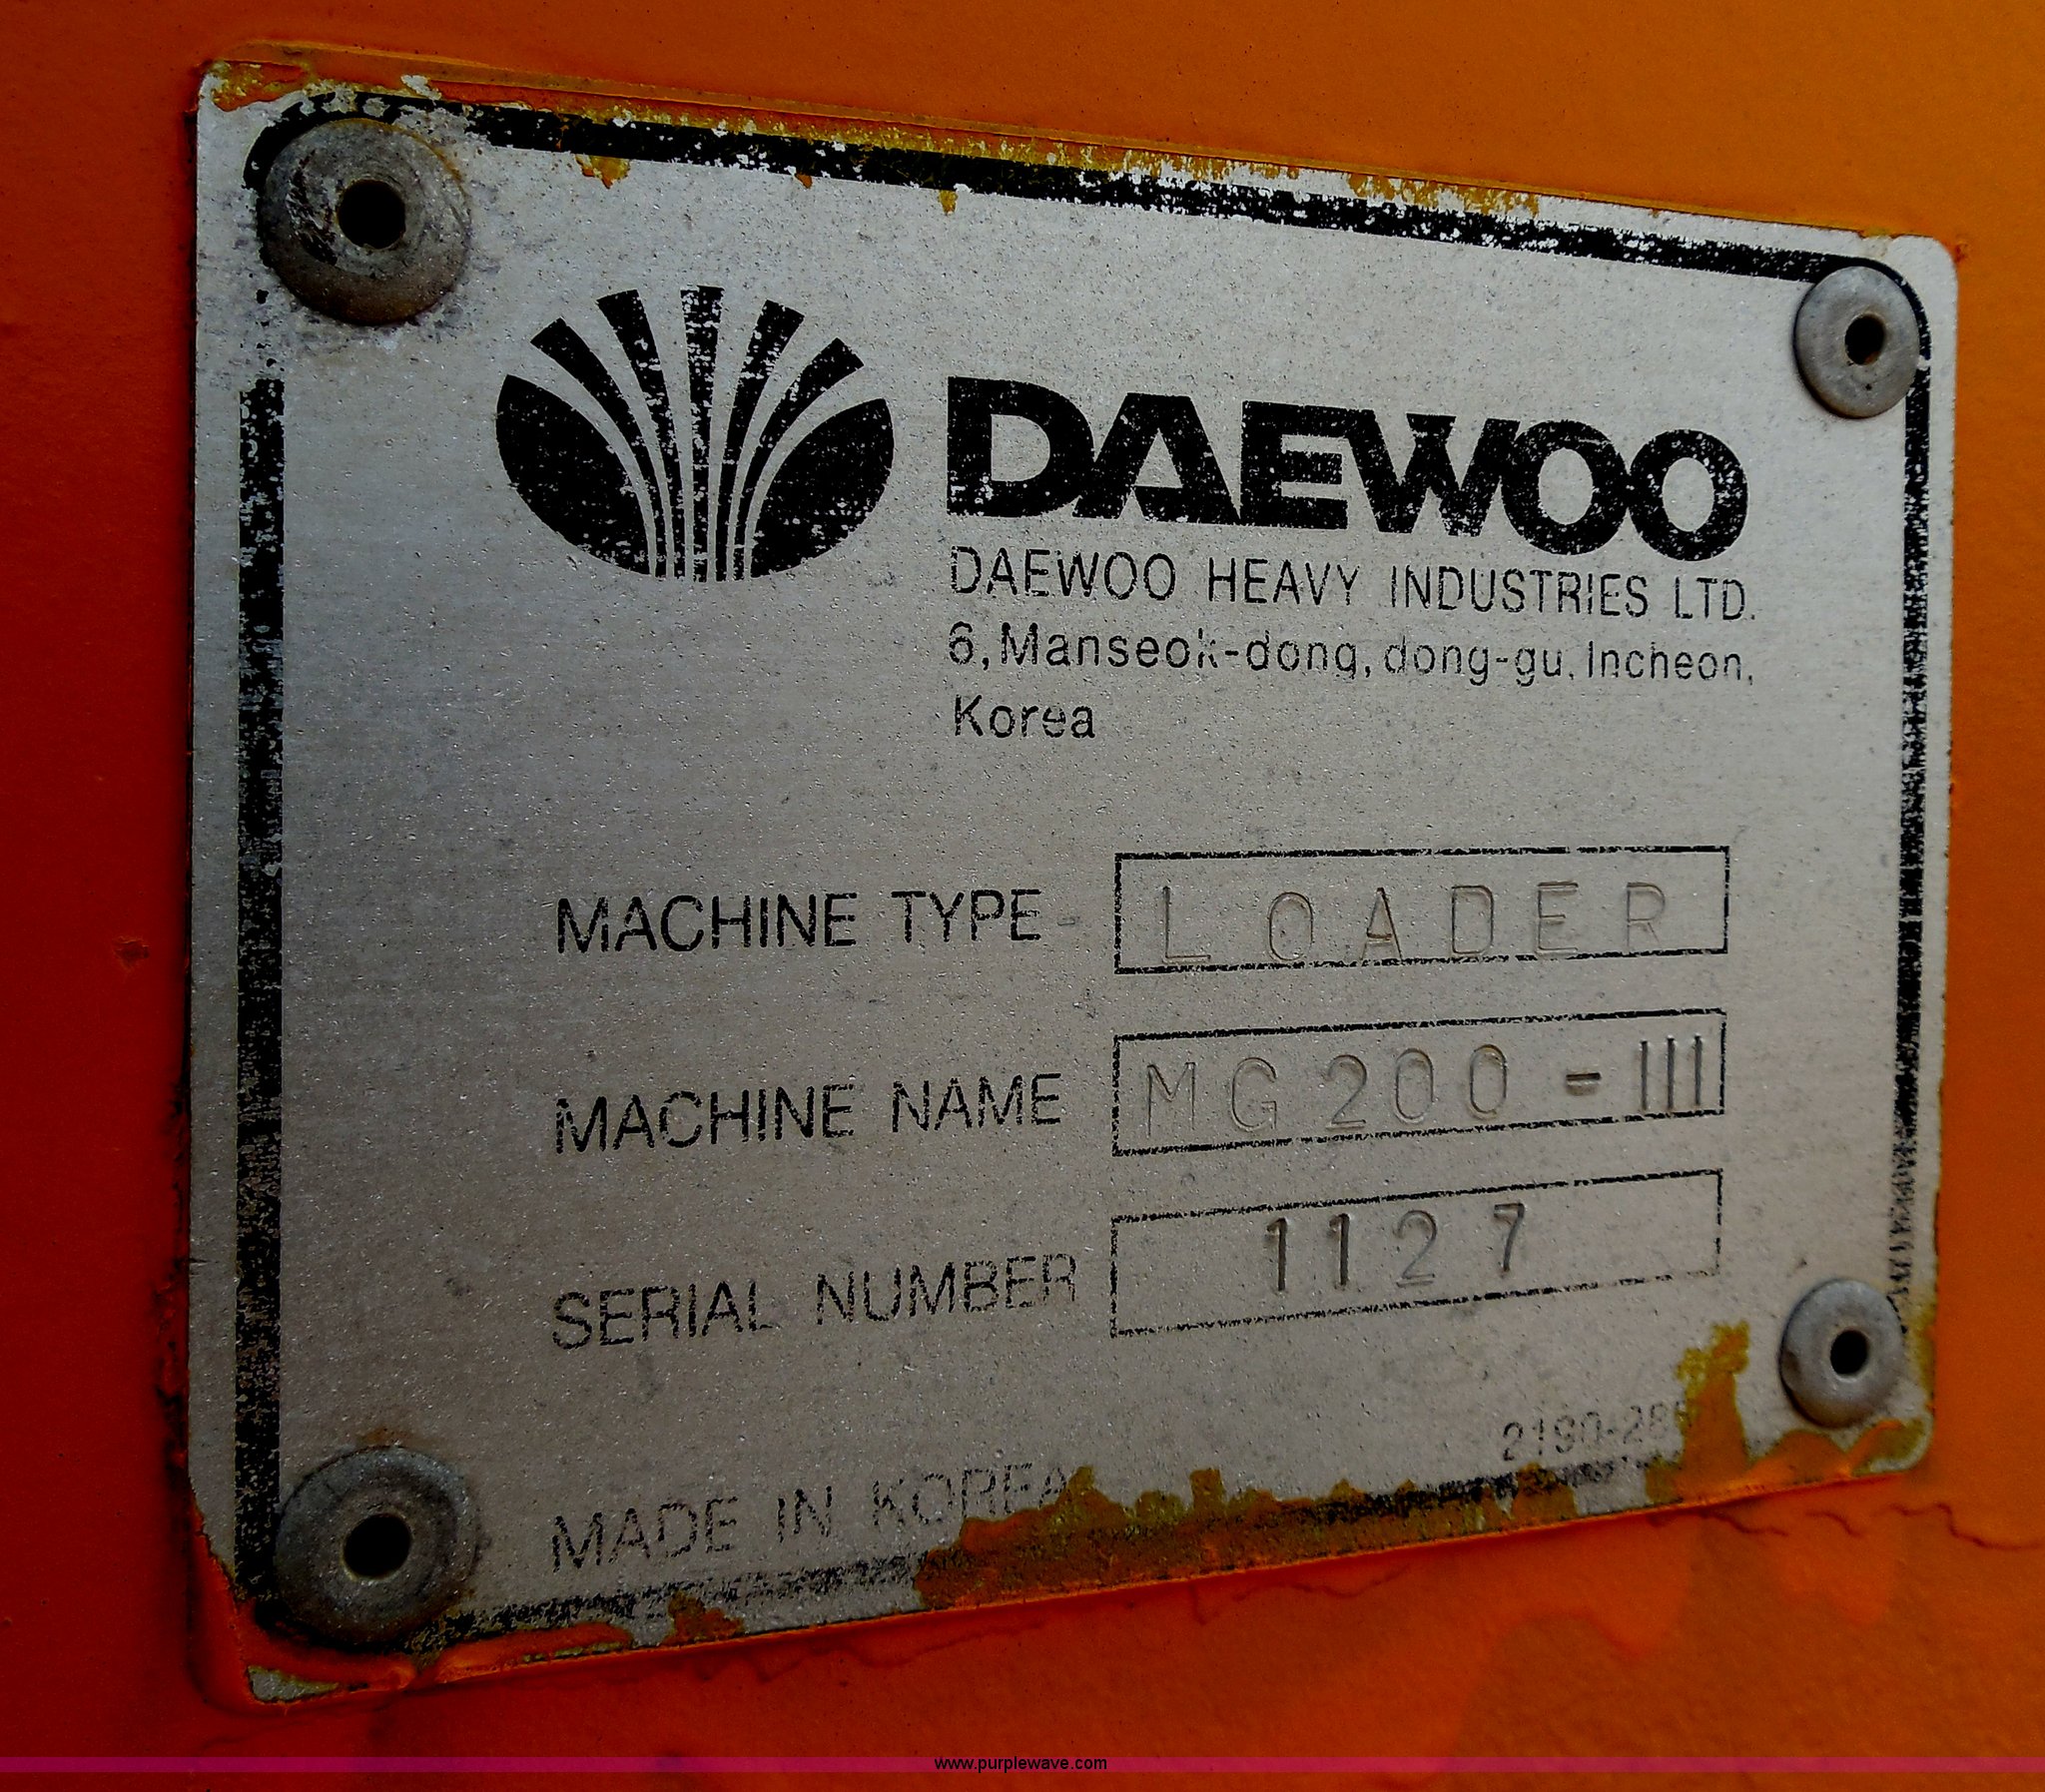 DAEWOO
DAEWOO HEAVY INDUSTRIES LTD.
6, Manseok-dong, dong-gu, Incheon,
Korea
MACHINE TYPE LOADER
MACHINE NAME MG200-III
SERIAL NUMBER 1127
MADE IN KOREA
www.purplewave.com